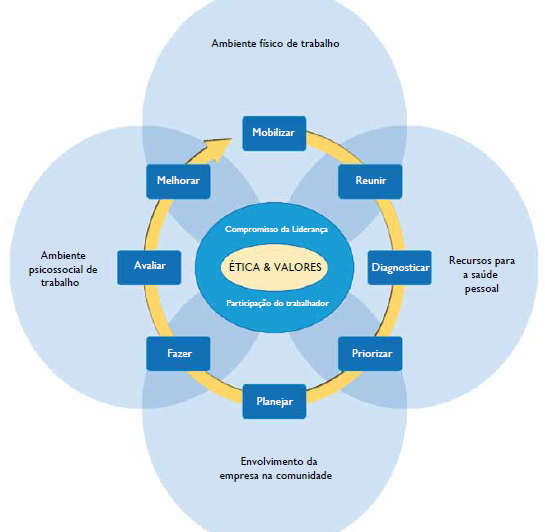 Ambiente físico de trabalho
Mobilizar
Melhorar
Reunir
Compromisso da Liderança
Ambiente
psicossocial de
trabalho
Avaliar
ÉTICA & VALORES
Diagnosticar
Recursos para
a saúde
pessoal
Participação do trabalhador
Fazer
Priorizar
Planejar
Envolvimento da
empresa na comunidade